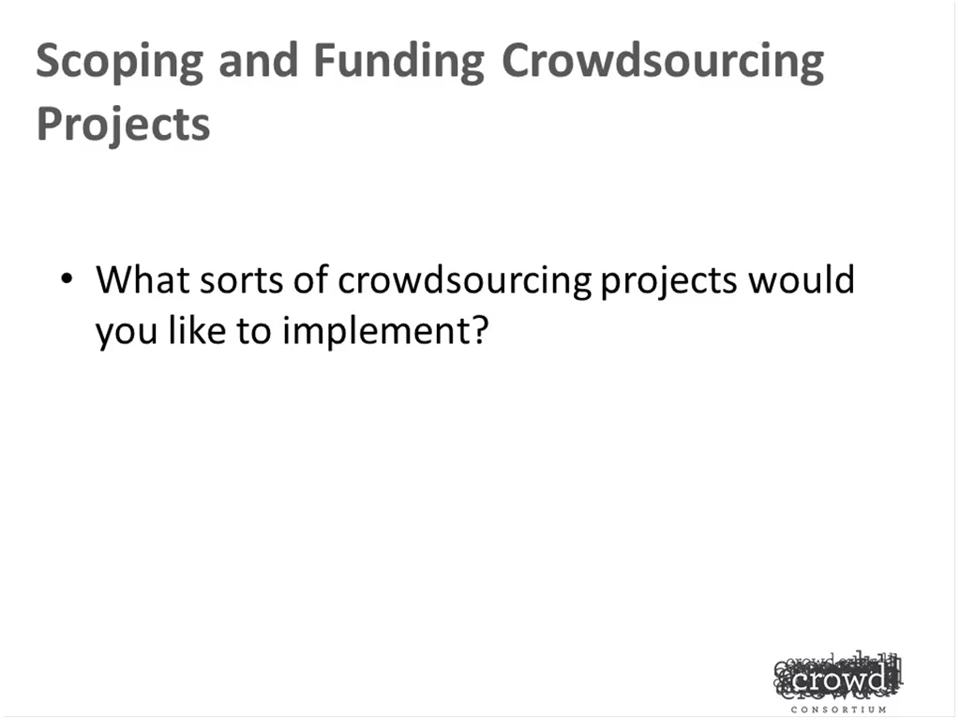 Scoping and Funding Crowdsourcing
Projects
• What sorts of crowdsourcing projects would
you like to implement?
crowd
CONSORTIUM